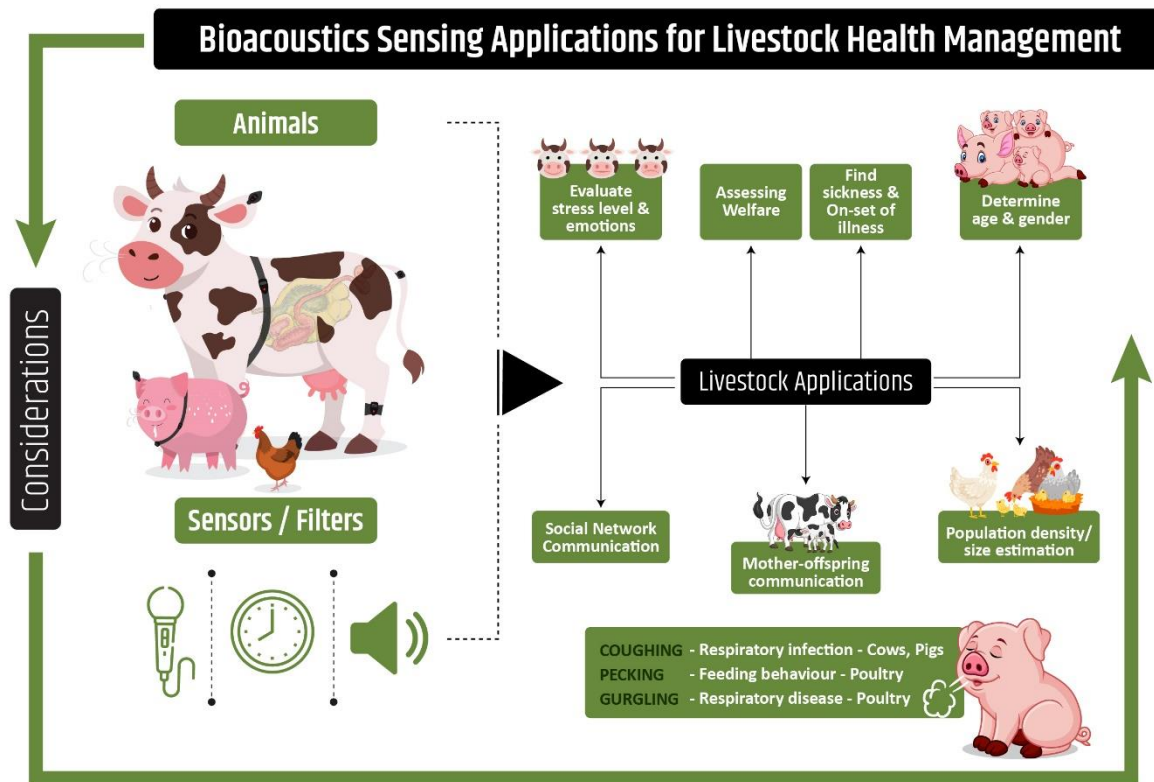 Bioacoustics Sensing Applications for Livestock Health Management
Considerations
Animals
Sensors / Filters
Evaluate
stress level &
emotions
Assessing
Welfare
Find
sickness &
On-set of
illness
Determine
age & gender
Livestock Applications
Social Network
Communication
Mother-offspring
communication
Population density/
size estimation
COUGHING - Respiratory infection - Cows, Pigs
PECKING - Feeding behaviour - Poultry
GURGLING - Respiratory disease - Poultry